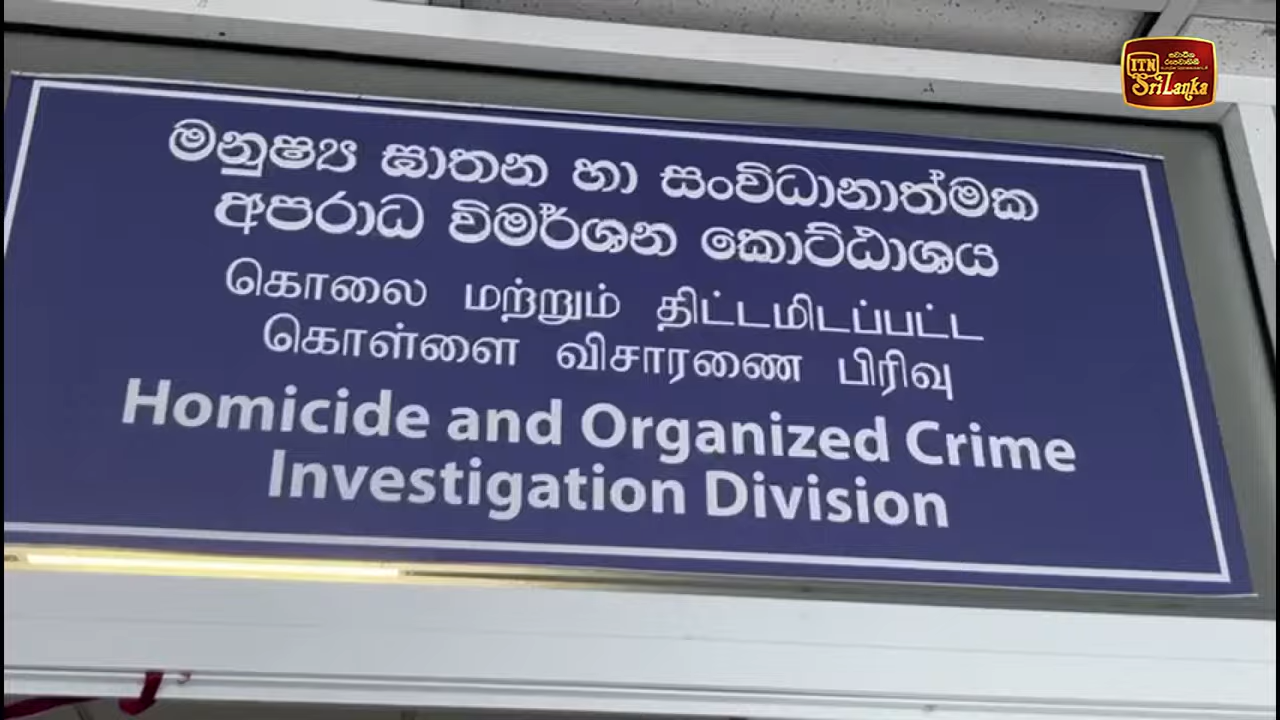 ITN
SriLanka
මනුෂ්‍ය ඝාතන හා සංවිධානාත්මක
අපරාධ විමර්ශන කොට්ඨාශය
கொலை மற்றும் திட்டமிடப்பட்ட
கொள்ளை விசாரணை பிரிவு
Homicide and Organized Crime
Investigation Division